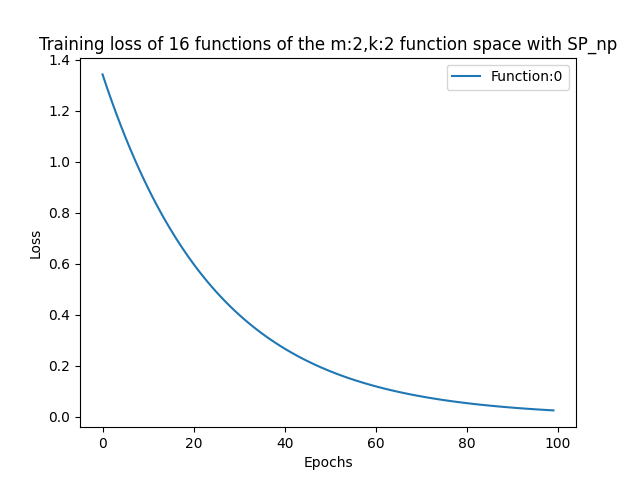 Training loss of 16 functions of the m:2,k:2 function space with SP_np
Function:0
1.4
1.2
1.0
0.8
0.6
0.4
0.2
0.0
Loss
0 20 40 60 80 100
Epochs